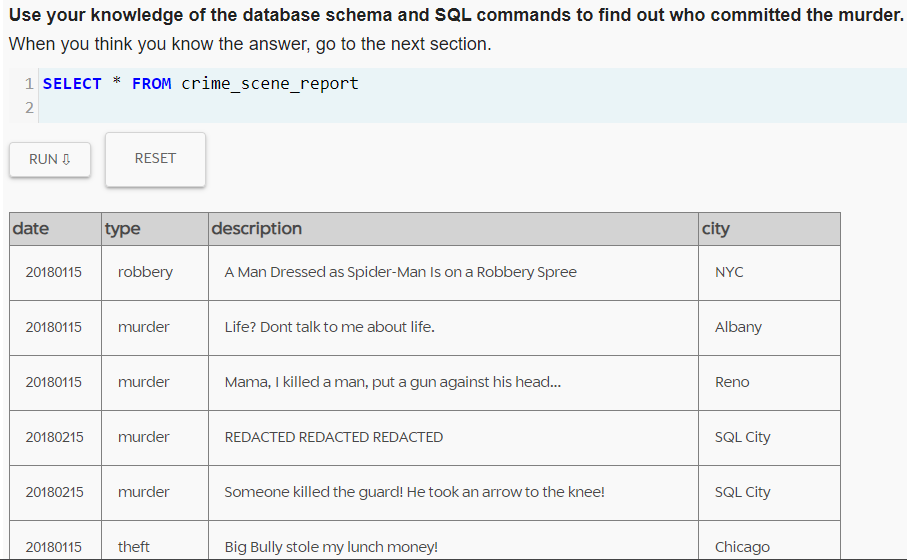 Use your knowledge of the database schema and SQL commands to find out who committed the murder.
When you think you know the answer, go to the next section.
1 SELECT * FROM crime_scene_report
2
RUN ⇩ RESET
date type description city
20180115 robbery A Man Dressed as Spider-Man Is on a Robbery Spree NYC
20180115 murder Life? Dont talk to me about life. Albany
20180115 murder Mama, I killed a man, put a gun against his head... Reno
20180215 murder REDACTED REDACTED REDACTED SQL City
20180215 murder Someone killed the guard! He took an arrow to the knee! SQL City
20180115 theft Big Bully stole my lunch money! Chicago